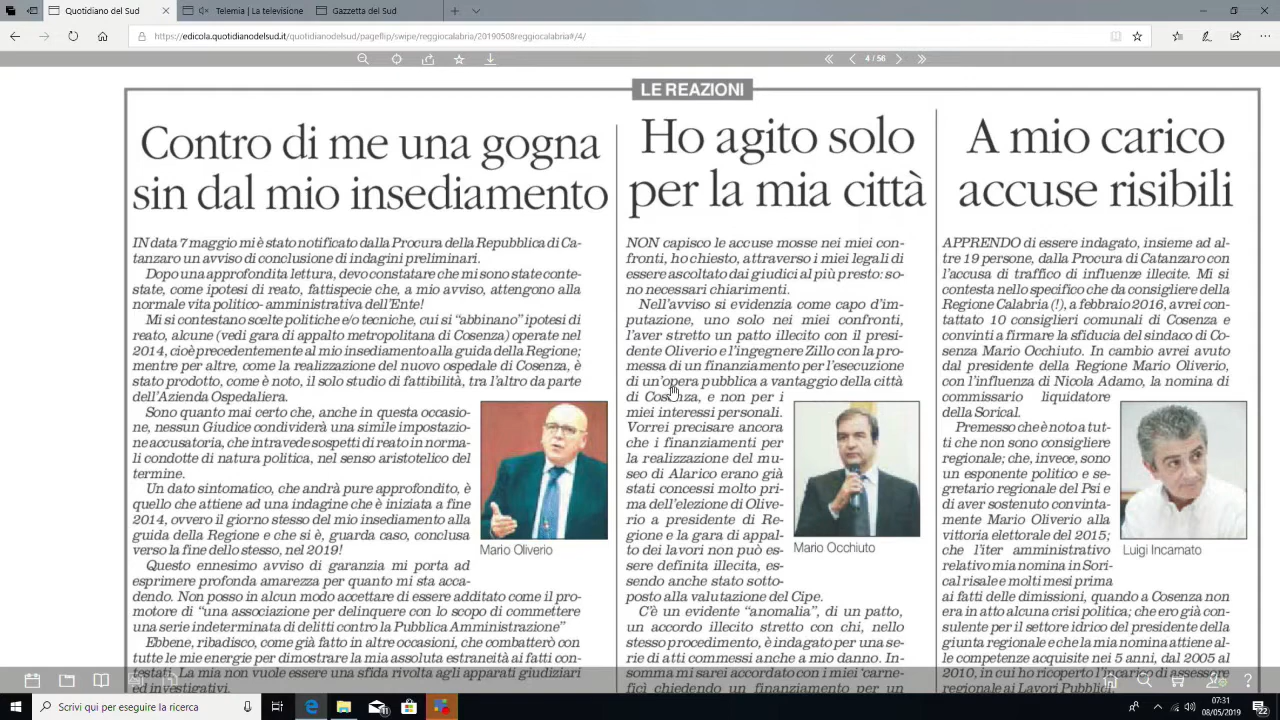 Quotidiano del Sud
Telemia | La televisione
Gazzetta del Sud
https://edicola.quotidianodelsud.it/quotidianodelsud/pageflip/swipe/reggiocalabria/20190508reggiocalabria#/4/
4 / 56
LE REAZIONI
Contro di me una gogna
sin dal mio insediamento
IN data 7 maggio mi è stato notificato dalla Procura della Repubblica di Ca-
tanzaro un avviso di conclusione di indagini preliminari.
Dopo una approfondita lettura, devo constatare che mi sono state conte-
state, come ipotesi di reato, fattispecie che, a mio avviso, attengono alla
normale vita politico- amministrativa dell'Ente!
Mi si contestano scelte politiche e/o tecniche, cui si "abbinano" ipotesi di
reato, alcune (vedi gara di appalto metropolitana di Cosenza) operate nel
2014, cioè precedentemente al mio insediamento alla guida della Regione;
mentre per altre, come la realizzazione del nuovo ospedale di Cosenza, è
stato prodotto, come è noto, il solo studio di fattibilità, tra l'altro da parte
dell'Azienda Ospedaliera.
Sono quanto mai certo che, anche in questa occasio-
ne, nessun Giudice condividerà una simile impostazio-
ne accusatoria, che intravede sospetti di reato in norma-
li condotte di natura politica, nel senso aristotelico del
termine.
Un dato sintomatico, che andrà pure approfondito, è
quello che attiene ad una indagine che è iniziata a fine
2014, ovvero il giorno stesso del mio insediamento alla
guida della Regione e che si è, guarda caso, conclusa
verso la fine dello stesso, nel 2019!
Questo ennesimo avviso di garanzia mi porta ad
esprimere profonda amarezza per quanto mi sta acca-
dendo. Non posso in alcun modo accettare di essere additato come il pro-
motore di "una associazione per delinquere con lo scopo di commettere
una serie indeterminata di delitti contro la Pubblica Amministrazione"
Ebbene, ribadisco, come già fatto in altre occasioni, che combatterò con
tutte le mie energie per dimostrare la mia assoluta estraneità ai fatti con-
testati. La mia non vuole essere una sfida rivolta agli apparati giudiziari
ed investigativi.
Mario Oliverio
Ho agito solo
per la mia città
NON capisco le accuse mosse nei miei con-
fronti, ho chiesto, attraverso i miei legali di
essere ascoltato dai giudici al più presto: so-
no necessari chiarimenti.
Nell'avviso si evidenzia come capo d'im-
putazione, uno solo nei miei confronti,
l'aver stretto un patto illecito con il presi-
dente Oliverio e l'ingegnere Zillo con la pro-
messa di un finanziamento per l'esecuzione
di un'opera pubblica a vantaggio della città
di Cosenza, e non per i
miei interessi personali.
Vorrei precisare ancora
che i finanziamenti per
la realizzazione del mu-
seo di Alarico erano già
stati concessi molto pri-
ma dell'elezione di Olive-
rio a presidente di Re-
gione e la gara di appal-
to dei lavori non può es-
sere definita illecita, es-
sendo anche stato sotto-
posto alla valutazione del Cipe.
C'è un evidente "anomalia", di un patto,
un accordo illecito stretto con chi, nello
stesso procedimento, è indagato per una se-
rie di atti commessi anche a mio danno. In-
somma mi sarei accordato con i miei 'carne-
fici chiedendo un finanziamento per un
Mario Occhiuto
A mio carico
accuse risibili
APPRENDO di essere indagato, insieme ad al-
tre 19 persone, dalla Procura di Catanzaro con
l'accusa di traffico di influenze illecite. Mi si
contesta nello specifico che da consigliere della
Regione Calabria (!), a febbraio 2016, avrei con-
tattato 10 consiglieri comunali di Cosenza e
convinti a firmare la sfiducia del sindaco di Co-
senza Mario Occhiuto. In cambio avrei avuto
dal presidente della Regione Mario Oliverio,
con l'influenza di Nicola Adamo, la nomina di
commissario liquidatore
della Sorical.
Premesso che è noto a tut-
ti che non sono consigliere
regionale; che, invece, sono
un esponente politico e se-
gretario regionale del Psi e
di aver sostenuto convinta-
mente Mario Oliverio alla
vittoria elettorale del 2015;
che l'iter amministrativo
relativo mia nomina in Sori-
cal risale e molti mesi prima
ai fatti delle dimissioni, quando a Cosenza non
era in atto alcuna crisi politica; che ero già con-
sulente per il settore idrico del presidente della
giunta regionale e che la mia nomina attiene al-
le competenze acquisite nei 5 anni, dal 2005 al
2010, in cui ho ricoperto l'incarico di assessore
regionale ai Lavori Pubblici.
Luigi Incarnato
Scrivi qui per eseguire la ricerca
07:31
08/05/2019